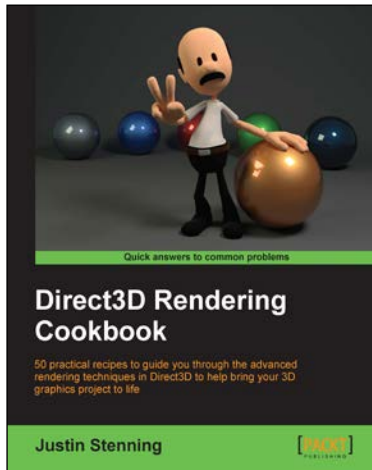 Quick answers to common problems
Direct3D Rendering
Cookbook
50 practical recipes to guide you through the advanced
rendering techniques in Direct3D to help bring your 3D
graphics project to life
Justin Stenning
[PACKT]
PUBLISHING